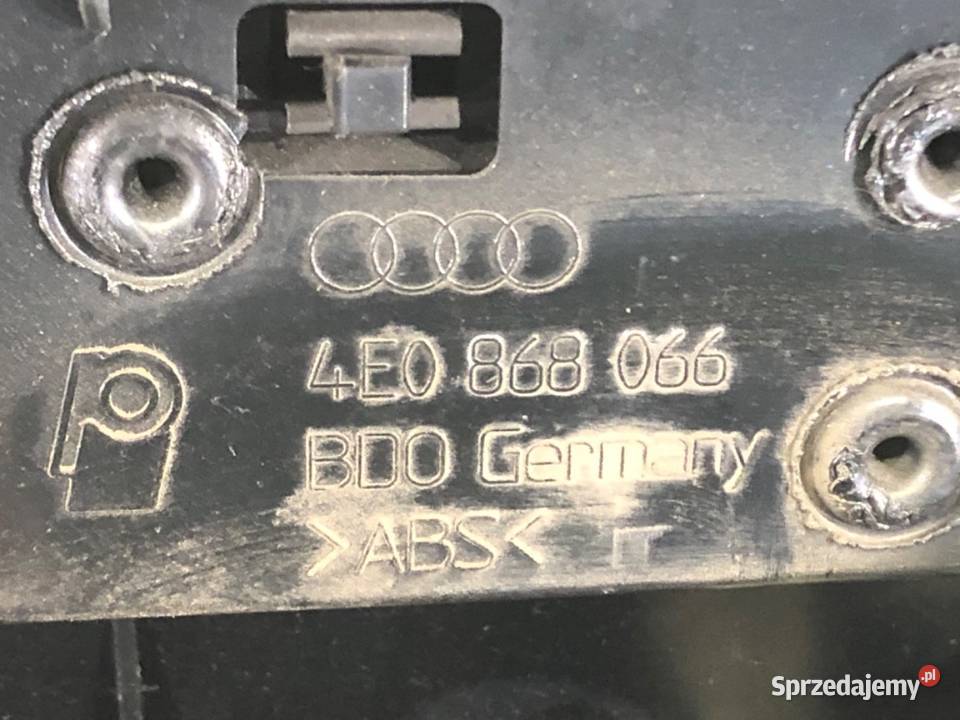 4E0 868 066
BDO Germany
>ABS<
Sprzedajemy.pl